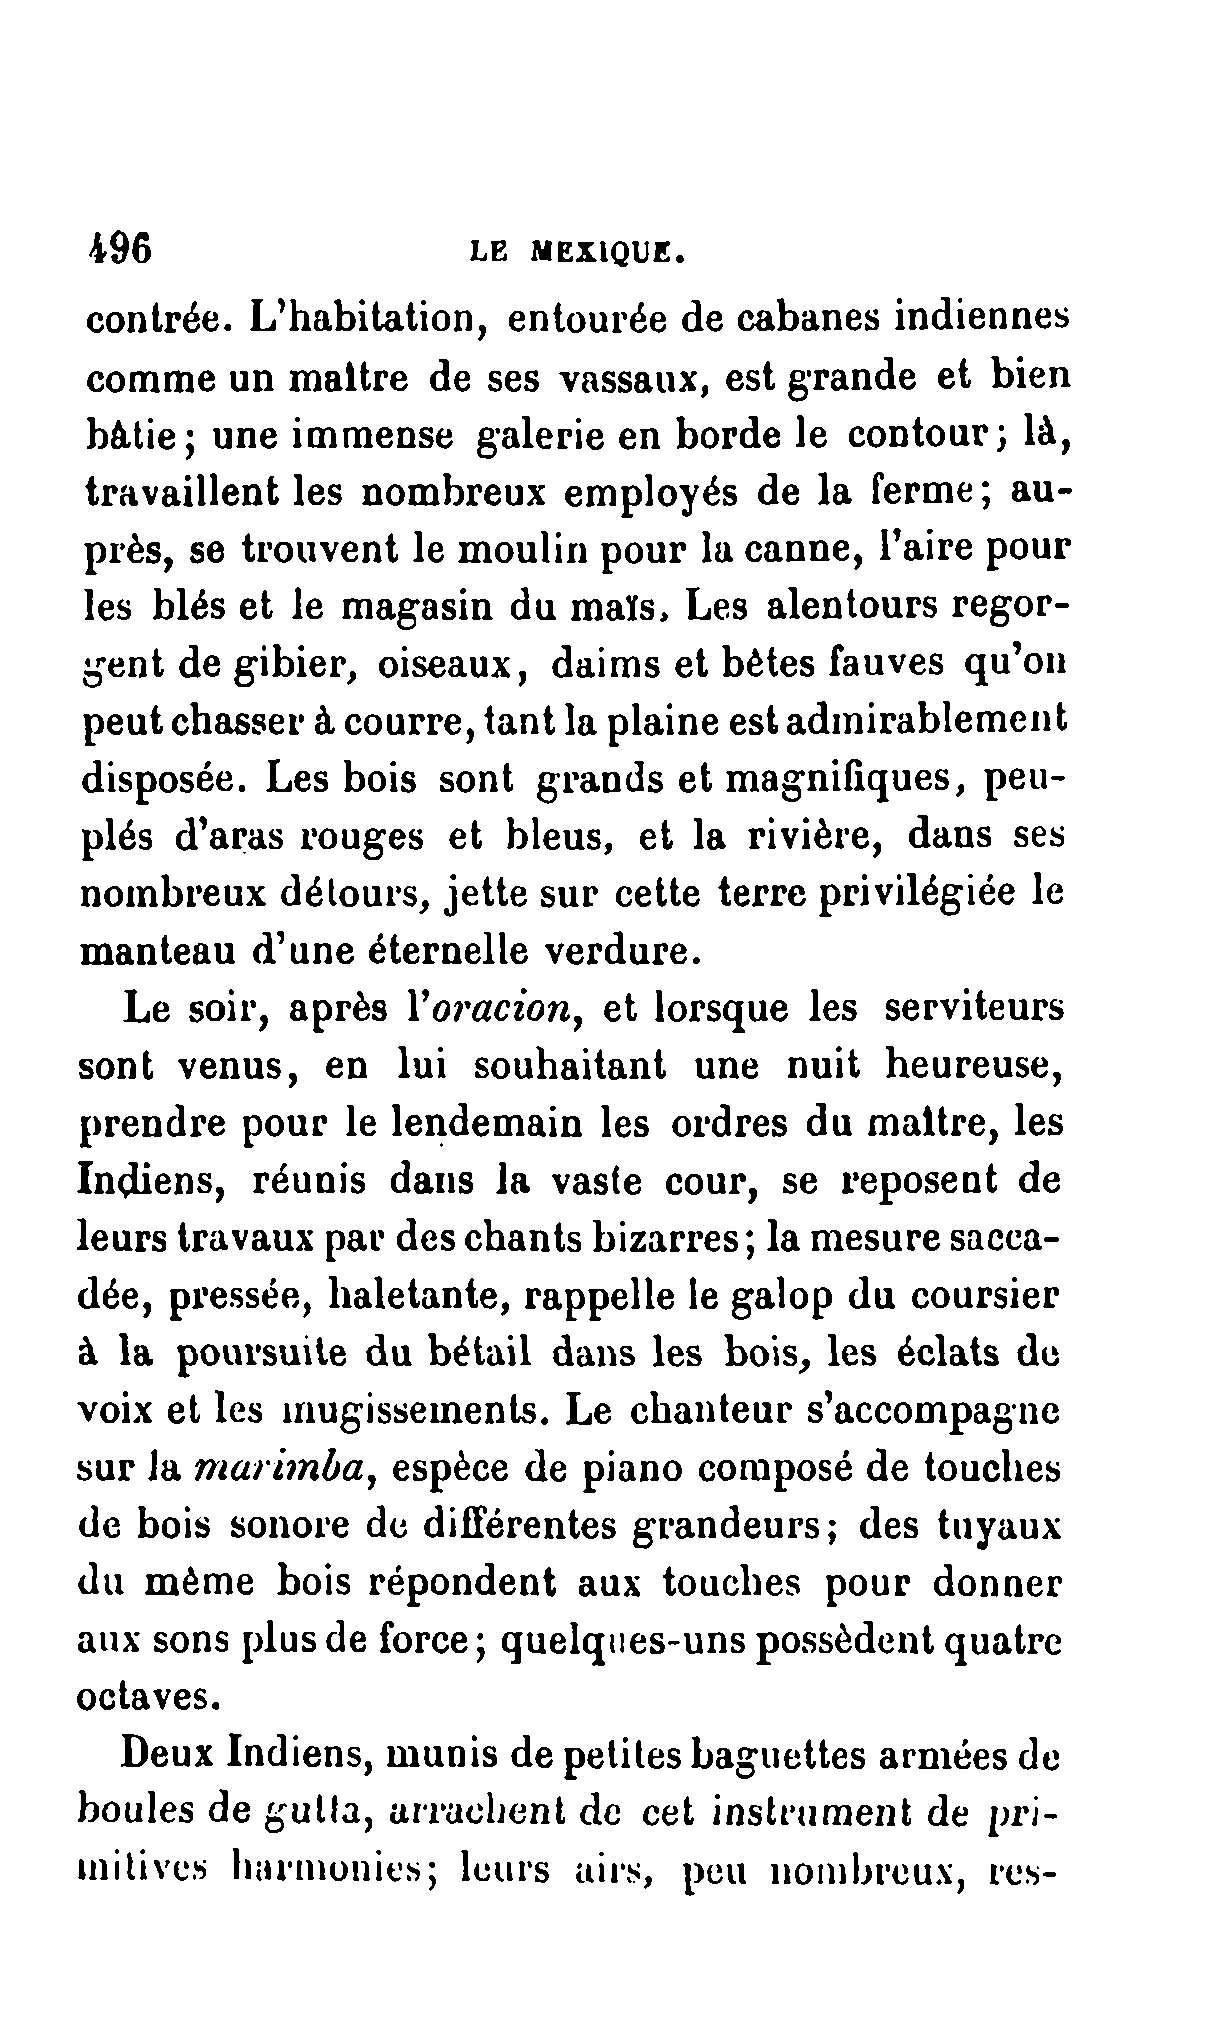 496 LE MEXIQUE.
contrée. L'habitation, entourée de cabanes indiennes
comme un maître de ses vassaux, est grande et bien
bâtie; une immense galerie en borde le contour; là,
travaillent les nombreux employés de la ferme; au-
près, se trouvent le moulin pour la canne, l'aire pour
les blés et le magasin du maïs. Les alentours regor-
gent de gibier, oiseaux, daims et bêtes fauves qu'on
peut chasser à courre, tant la plaine est admirablement
disposée. Les bois sont grands et magnifiques, peu-
plés d'aras rouges et bleus, et la rivière, dans ses
nombreux détours, jette sur cette terre privilégiée le
manteau d'une éternelle verdure.
Le soir, après l'oracion, et lorsque les serviteurs
sont venus, en lui souhaitant une nuit heureuse,
prendre pour le lendemain les ordres du maître, les
Indiens, réunis dans la vaste cour, se reposent de
leurs travaux par des chants bizarres; la mesure sacca-
dée, pressée, haletante, rappelle le galop du coursier
à la poursuite du bétail dans les bois, les éclats de
voix et les mugissements. Le chanteur s'accompagne
sur la marimba, espèce de piano composé de touches
de bois sonore de différentes grandeurs; des tuyaux
du même bois répondent aux touches pour donner
aux sons plus de force; quelques-uns possèdent quatre
octaves.
Deux Indiens, munis de petites baguettes armées de
boules de gutta, arrachent de cet instrument de pri-
mitives harmonies; leurs airs, peu nombreux, res-